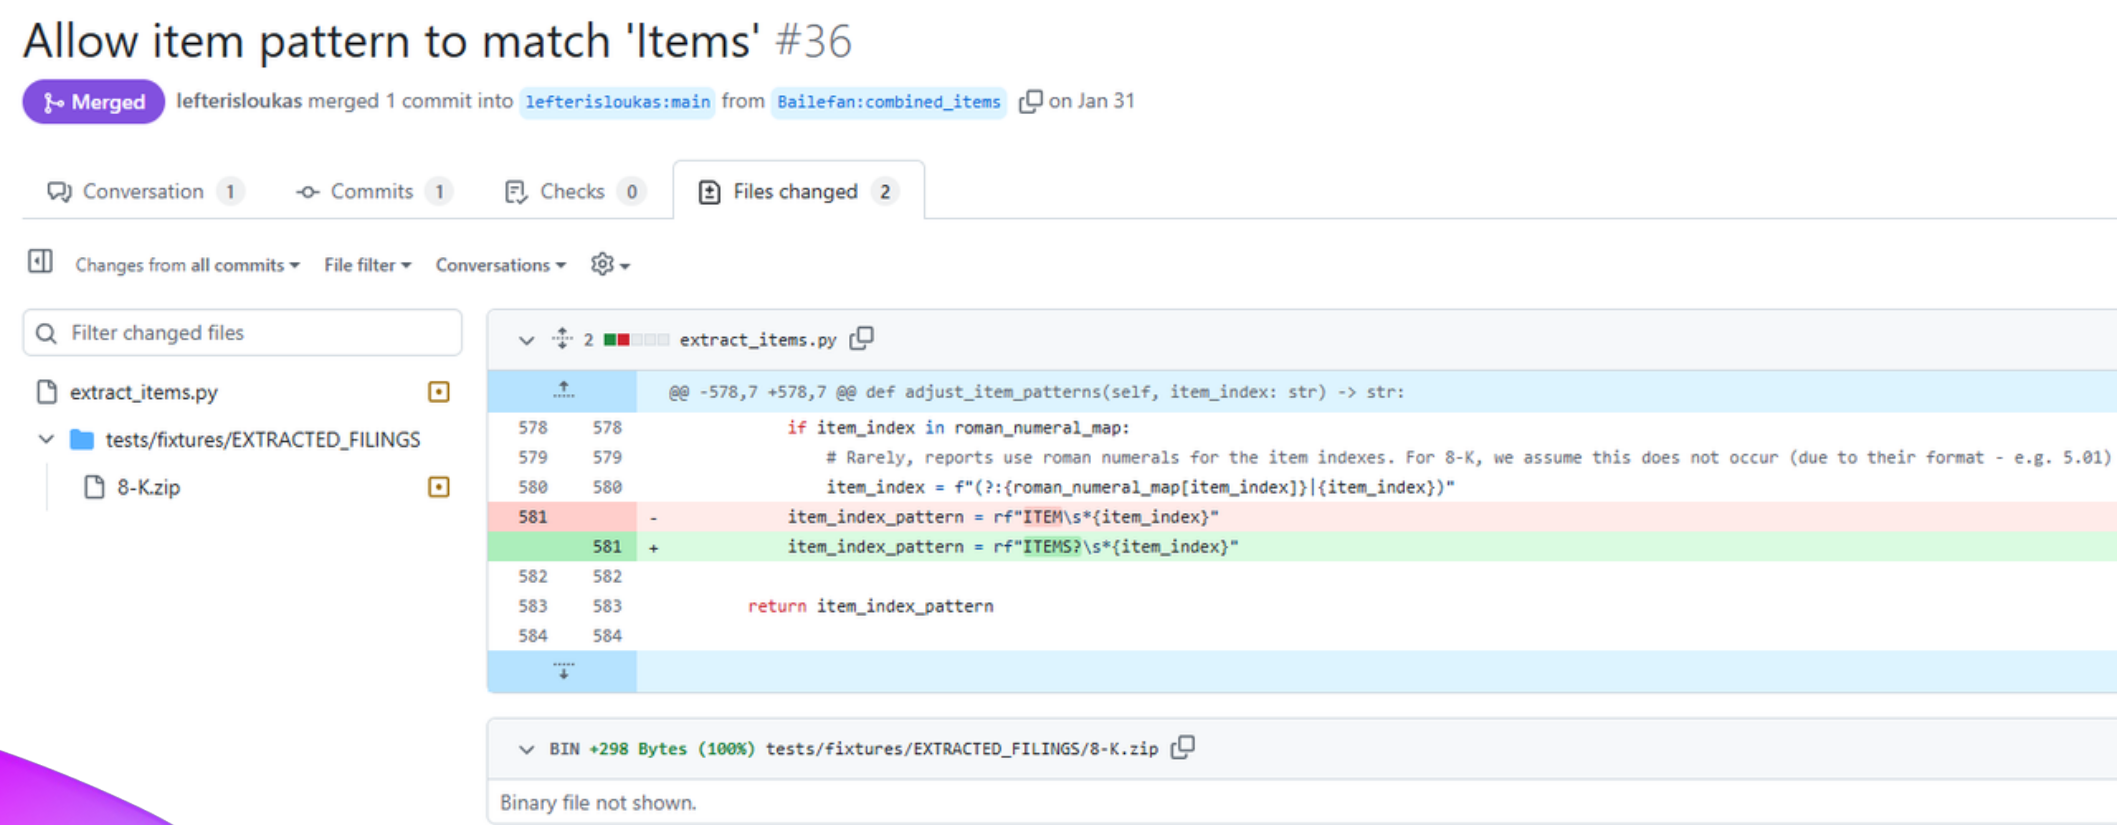 Allow item pattern to match 'Items' #36
Merged lefterisloukas merged 1 commit into lefterisloukas:main from Bailefan:combined_items on Jan 31
Conversation 1 Commits 1 Checks 0 Files changed 2
Changes from all commits File filter Conversations
Filter changed files
extract_items.py
tests/fixtures/EXTRACTED_FILINGS
8-K.zip
2 extract_items.py
@@ -578,7 +578,7 @@ def adjust_item_patterns(self, item_index: str) -> str:
578 578 if item_index in roman_numeral_map:
579 579 # Rarely, reports use roman numerals for the item indexes. For 8-K, we assume this does not occur (due to their format - e.g. 5.01)
580 580 item_index = f"(?:{roman_numeral_map[item_index]}|{item_index})"
581 - item_index_pattern = rf"ITEM\s*{item_index}"
581 + item_index_pattern = rf"ITEMS?\s*{item_index}"
582 582
583 583 return item_index_pattern
584 584
BIN +298 Bytes (100%) tests/fixtures/EXTRACTED_FILINGS/8-K.zip
Binary file not shown.